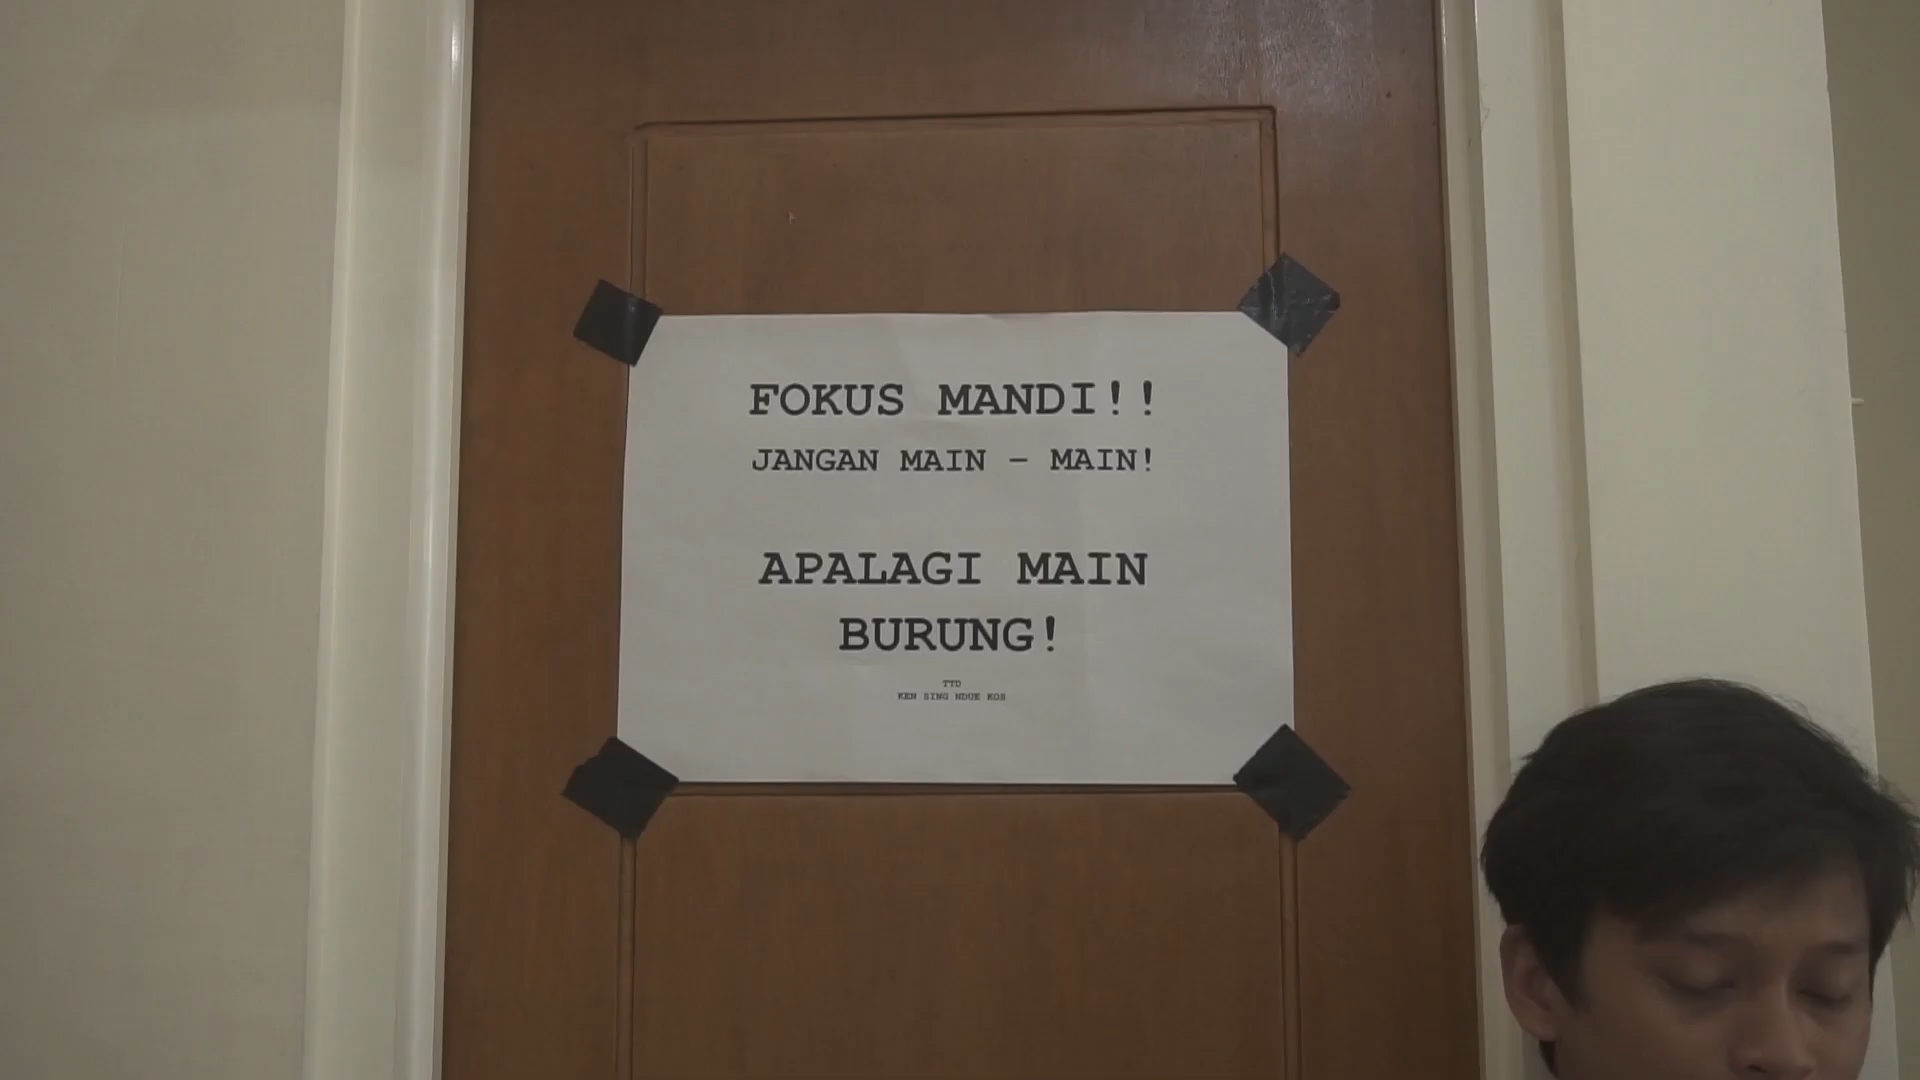 FOKUS MANDI!!
JANGAN MAIN – MAIN!
APALAGI MAIN
BURUNG!
TTD
KEN SING NDUE KOS